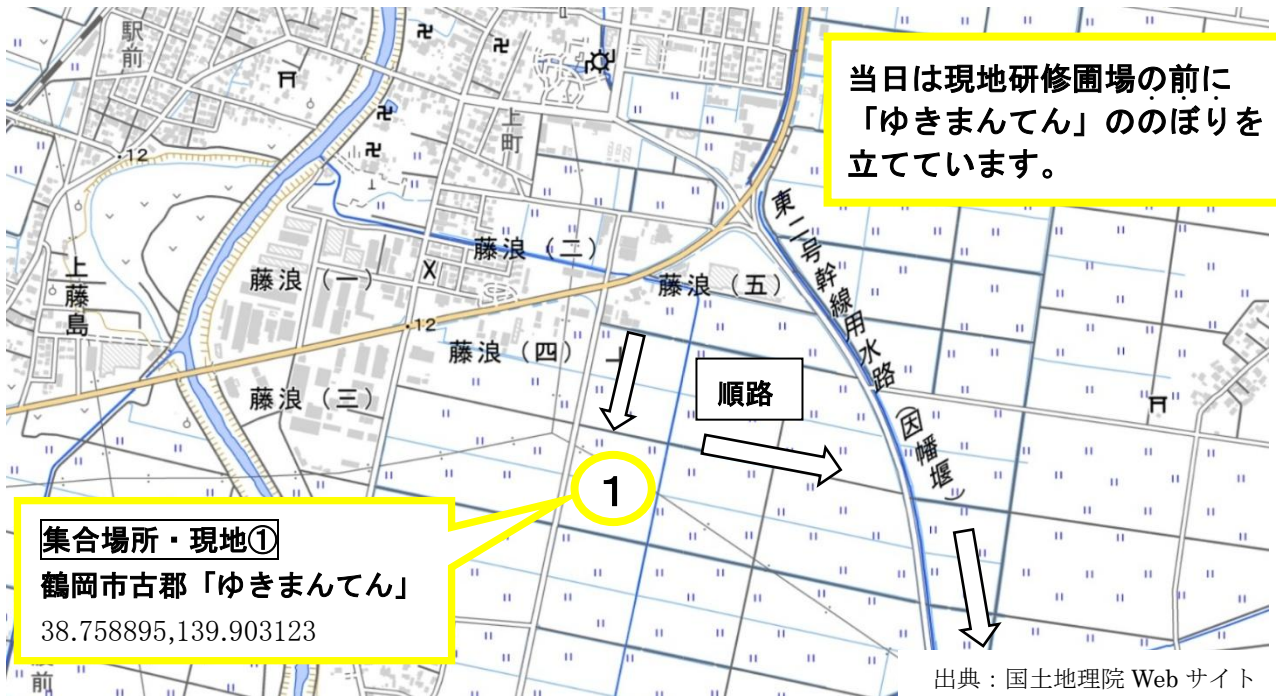 駅前
上町
・12
当日は現地研修圃場の前に
「ゆきまんてん」ののぼりを
立てています。
東二号幹線用水路
(因幡堰)
上藤島
藤浪(一)
藤浪(二)
藤浪(五)
・12
藤浪(四)
藤浪(三)
順路
1
集合場所・現地①
鶴岡市古郡「ゆきまんてん」
38.758895,139.903123
前
出典:国土地理院 Web サイト